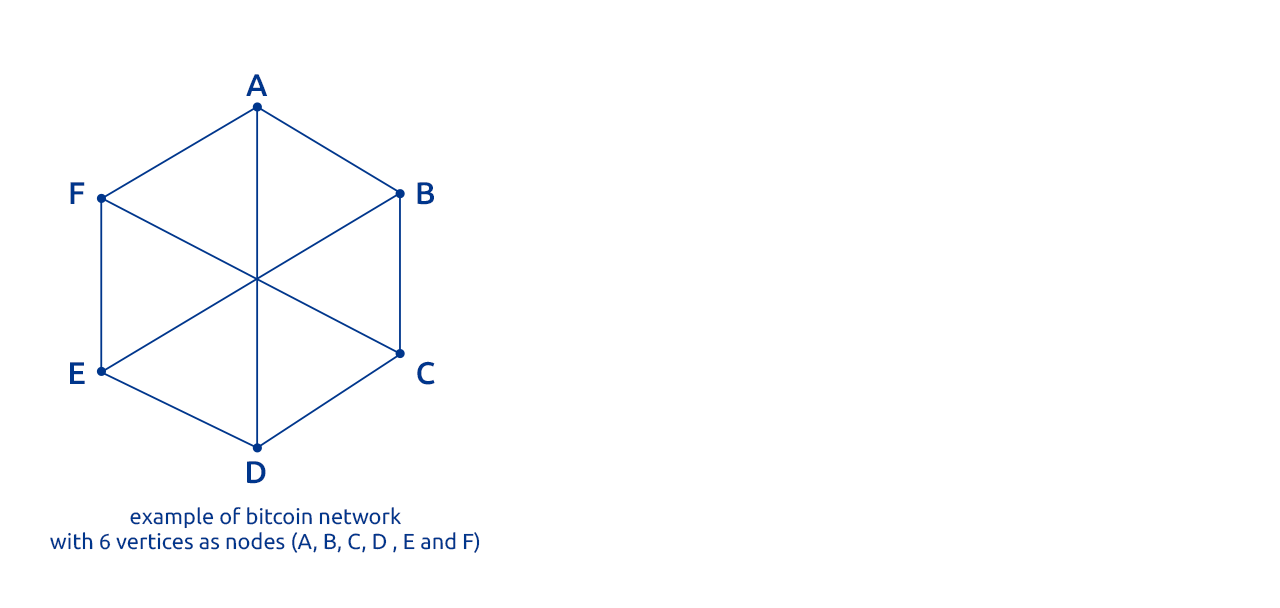 A
F
B
E
C
D
example of bitcoin network
with 6 vertices as nodes (A, B, C, D , E and F)